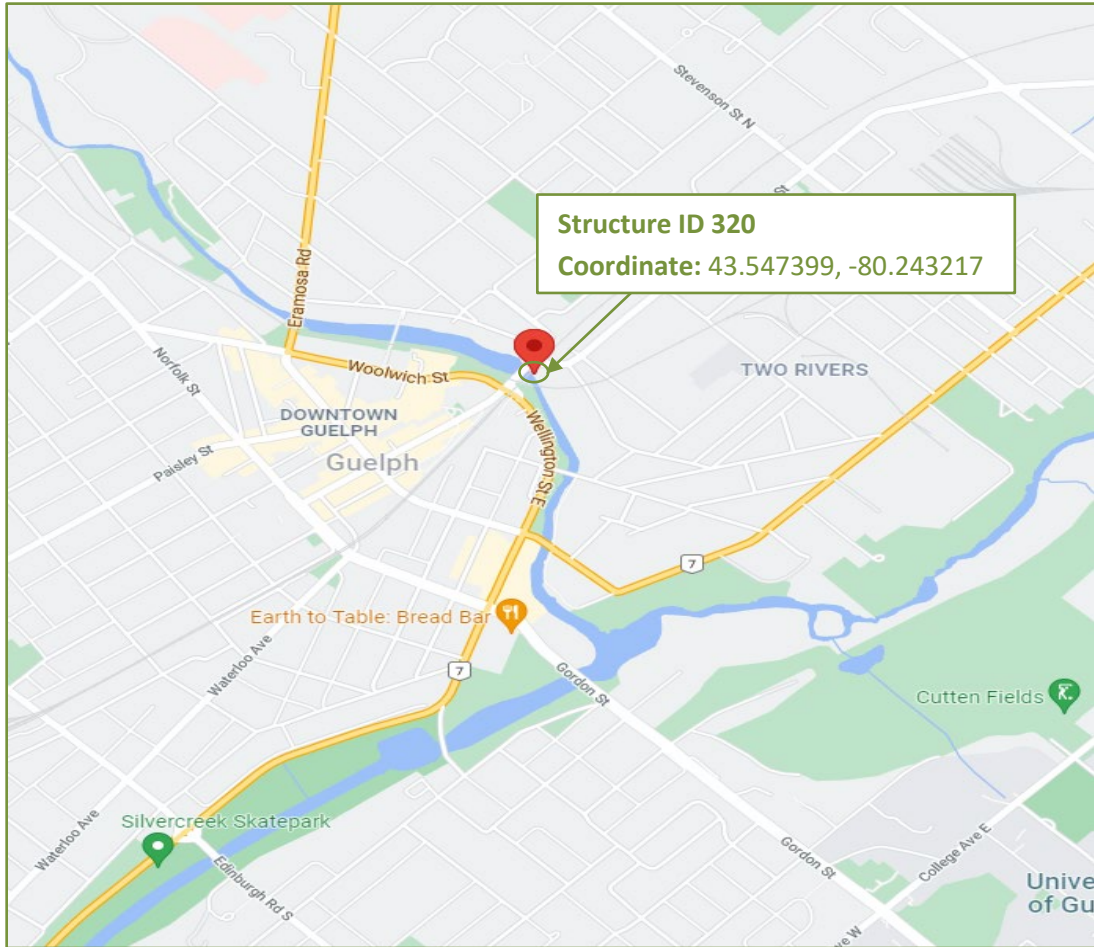 Stevenson St N
St
Structure ID 320
Coordinate: 43.547399, -80.243217
Eramosa Rd
Norfolk St
Woolwich St
TWO RIVERS
DOWNTOWN
GUELPH
Guelph
Wellington St E
Paisley St
7
Earth to Table: Bread Bar
Waterloo Ave
7
Gordon St
Cutten Fields
Silvercreek Skatepark
Waterloo Ave
Edinburgh Rd S
Gordon St
College Ave E
Unive
of Gu
ve W